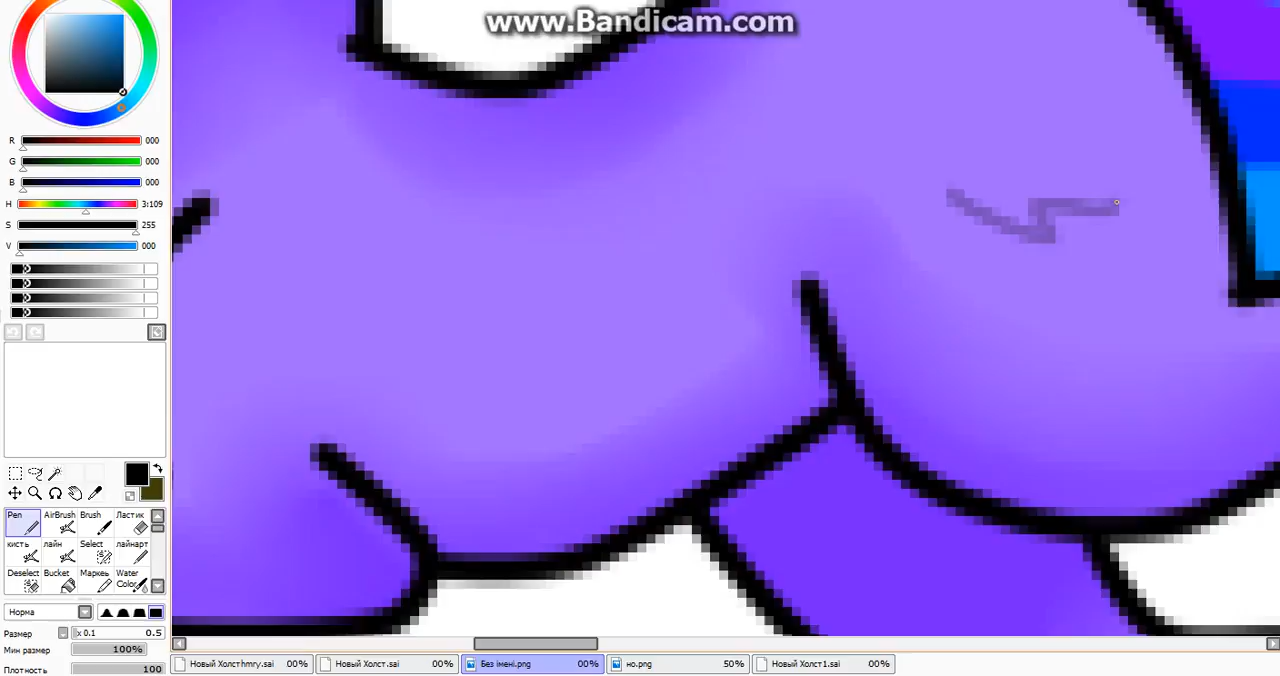 www.Bandicam.com
R 000
G 000
B 000
H 3:109
S 255
V 000
Pen AirBrush Brush Ластик
кисть лайн Select лайнарт
Deselect Bucket Маркеь Water Color
Норма
Размер x 0.1 0.5
Мин размер 100%
Плотность 100
Новый Холстhmry.sai 00% Новый Холст.sai 00% Без імені.png 00% но.png 50% Новый Холст1.sai 00%